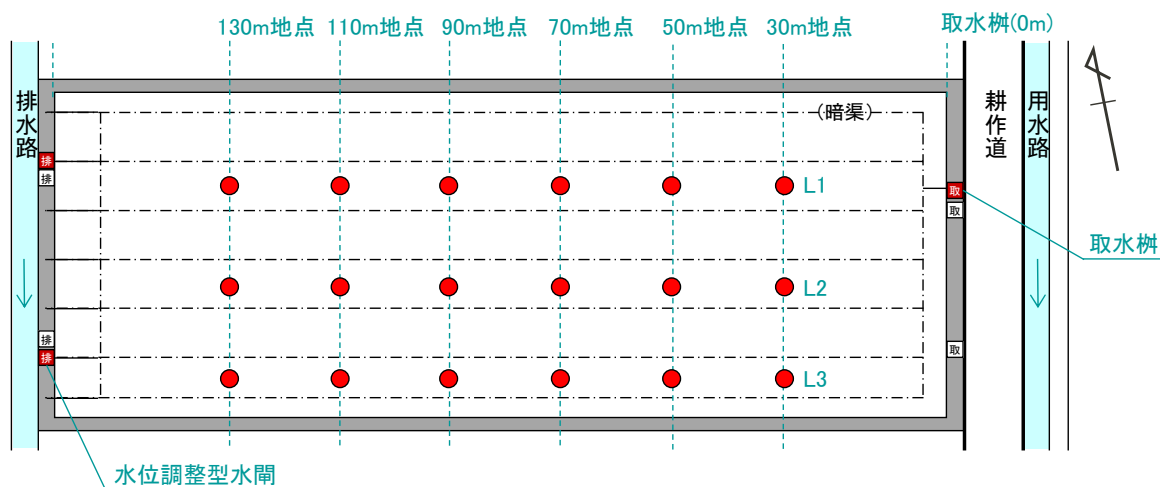 130m地点 110m地点 90m地点 70m地点 50m地点 30m地点 取水桝(0m)
排水路
(暗渠)
耕作道
用水路
排
排
L1
取
取
取水桝
L2
排
排
取
L3
水位調整型水閘